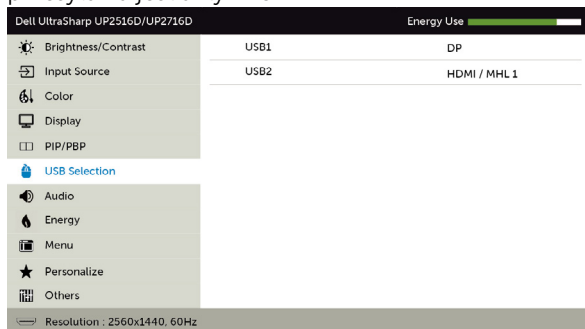 Dell UltraSharp UP2516D/UP2716D Energy Use
Brightness/Contrast USB1 DP
Input Source USB2 HDMI / MHL 1
Color
Display
PIP/PBP
USB Selection
Audio
Energy
Menu
Personalize
Others
Resolution : 2560x1440, 60Hz